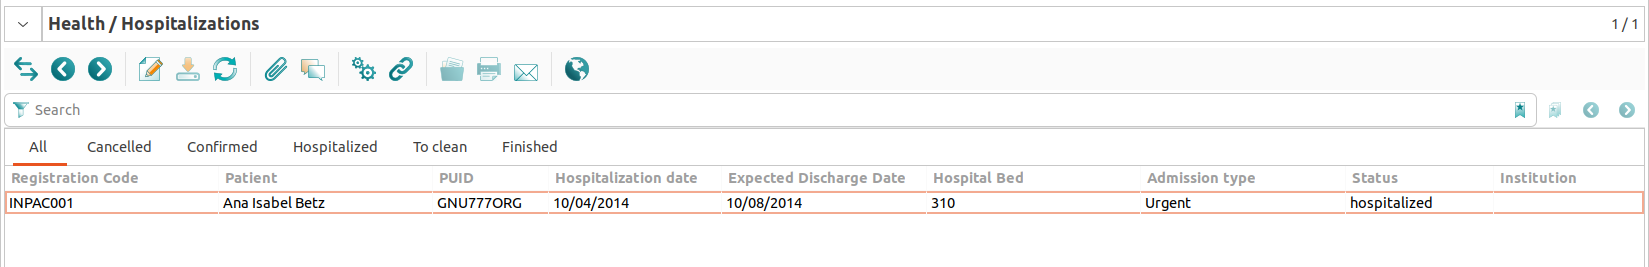 Health / Hospitalizations 1 / 1
Search
All Cancelled Confirmed Hospitalized To clean Finished
Registration Code Patient PUID Hospitalization date Expected Discharge Date Hospital Bed Admission type Status Institution
INPAC001 Ana Isabel Betz GNU777ORG 10/04/2014 10/08/2014 310 Urgent hospitalized